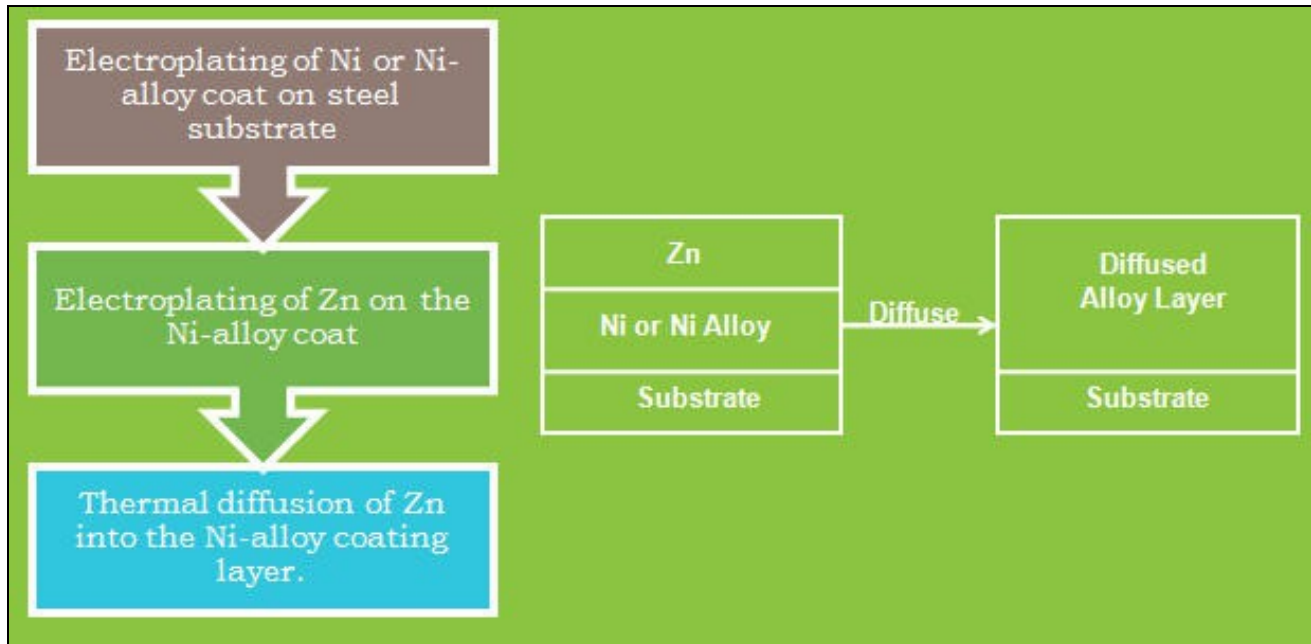 Electroplating of Ni or Ni-
alloy coat on steel
substrate
Electroplating of Zn on the
Ni-alloy coat
Thermal diffusion of Zn
into the Ni-alloy coating
layer.
Zn
Ni or Ni Alloy
Substrate
Diffuse
Diffused
Alloy Layer
Substrate